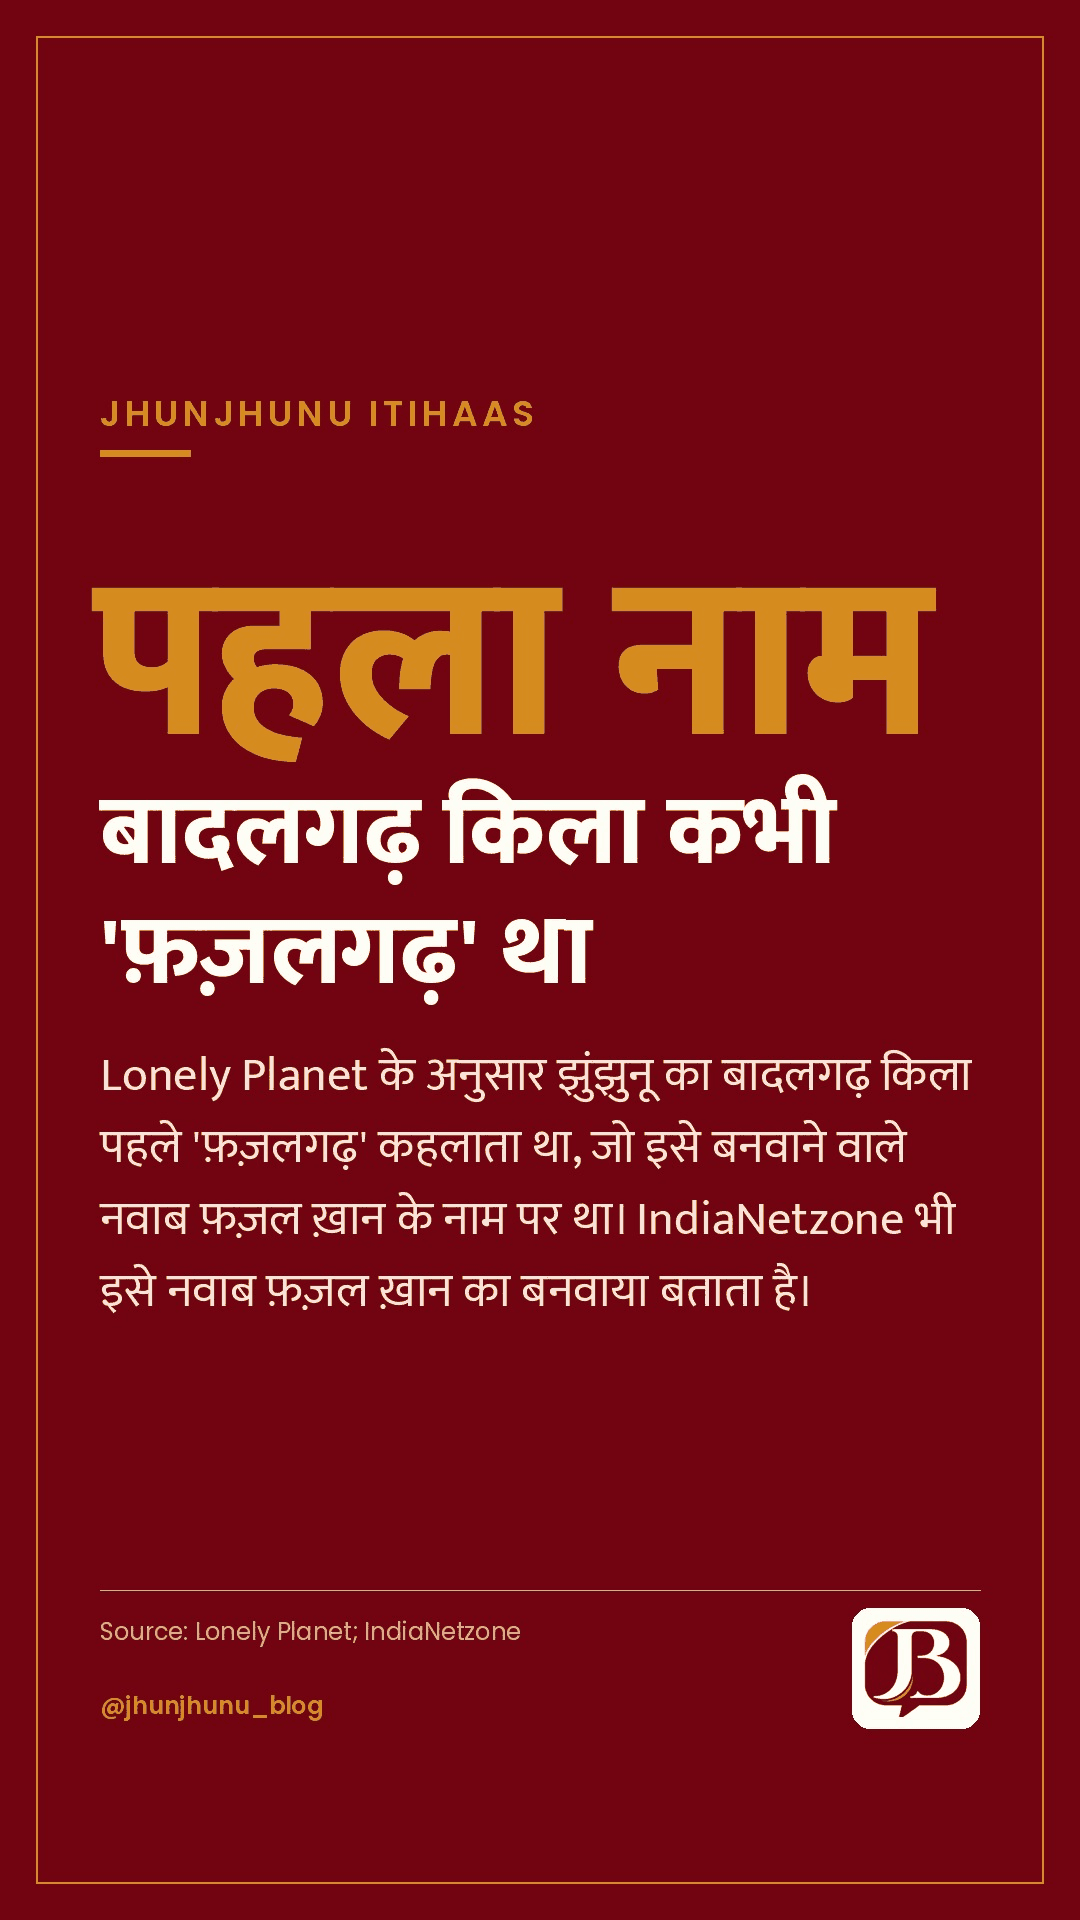 JHUNJHUNU ITIHAAS
पहला नाम
बादलगढ़ किला कभी
'फ़ज़लगढ़' था
Lonely Planet के अनुसार झुंझुनू का बादलगढ़ किला
पहले 'फ़ज़लगढ़' कहलाता था, जो इसे बनवाने वाले
नवाब फ़ज़ल ख़ान के नाम पर था। IndiaNetzone भी
इसे नवाब फ़ज़ल ख़ान का बनवाया बताता है।
Source: Lonely Planet; IndiaNetzone
JB
@jhunjhunu_blog